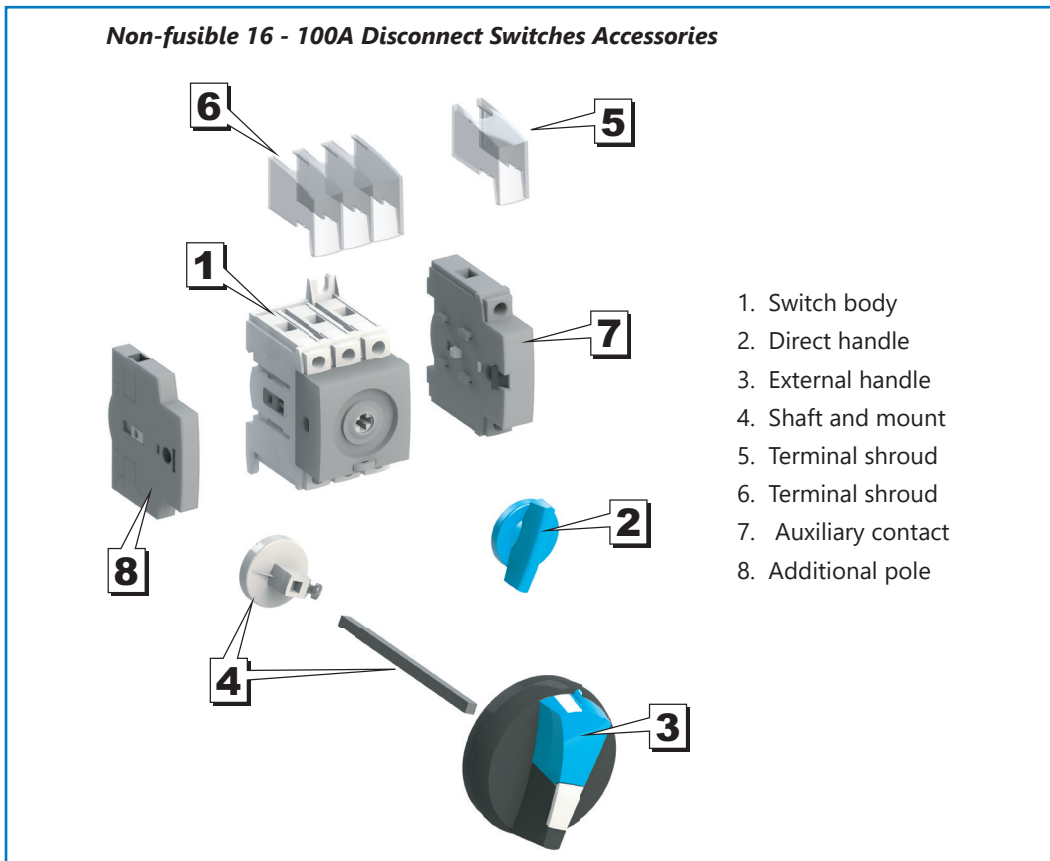 Non-fusible 16 - 100A Disconnect Switches Accessories
6
5
1
7
1. Switch body
2. Direct handle
3. External handle
4. Shaft and mount
5. Terminal shroud
6. Terminal shroud
7. Auxiliary contact
8. Additional pole
2
8
4
3